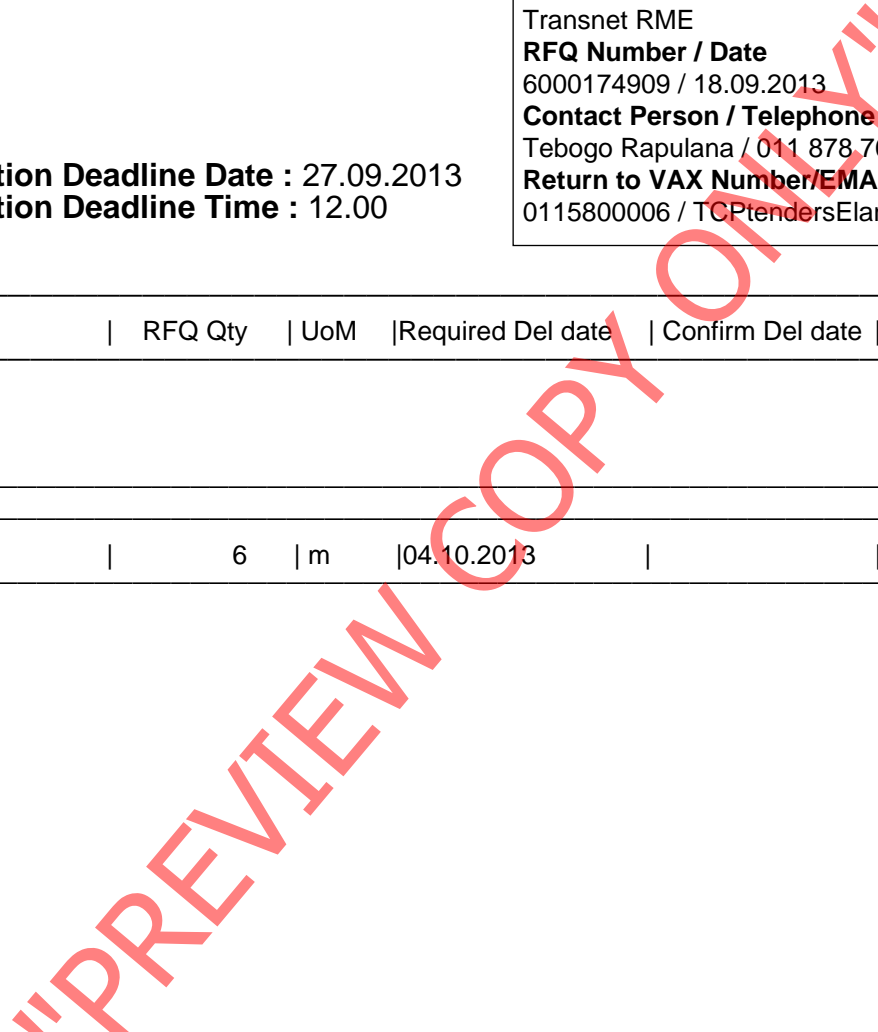 Transnet RME
RFQ Number / Date
6000174909 / 18.09.2013
Contact Person / Telephone
Tebogo Rapulana / 011 878
tion Deadline Date : 27.09.2013
Return to VAX Number/EMA
tion Deadline Time : 12.00
0115800006 / TCPtendersElan
| RFQ Qty | UoM |Required Del date | Confirm Del date |
| 6 | m |04.10.2013 | |
"PREVIEW COPY ONLY"